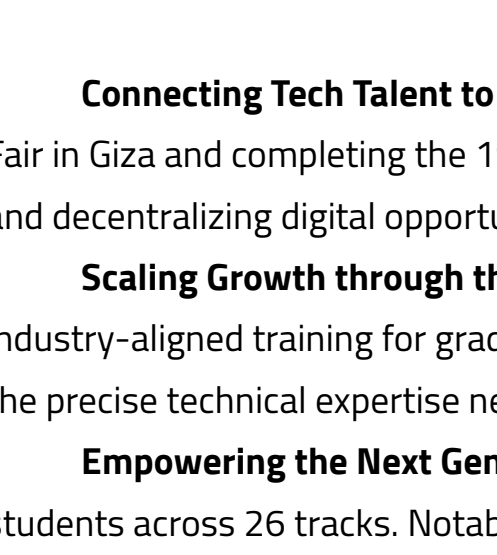 Connecting Tech Talent to
Fair in Giza and completing the 1
and decentralizing digital opportu
Scaling Growth through th
ndustry-aligned training for grad
he precise technical expertise ne
Empowering the Next Gen
students across 26 tracks. Notab